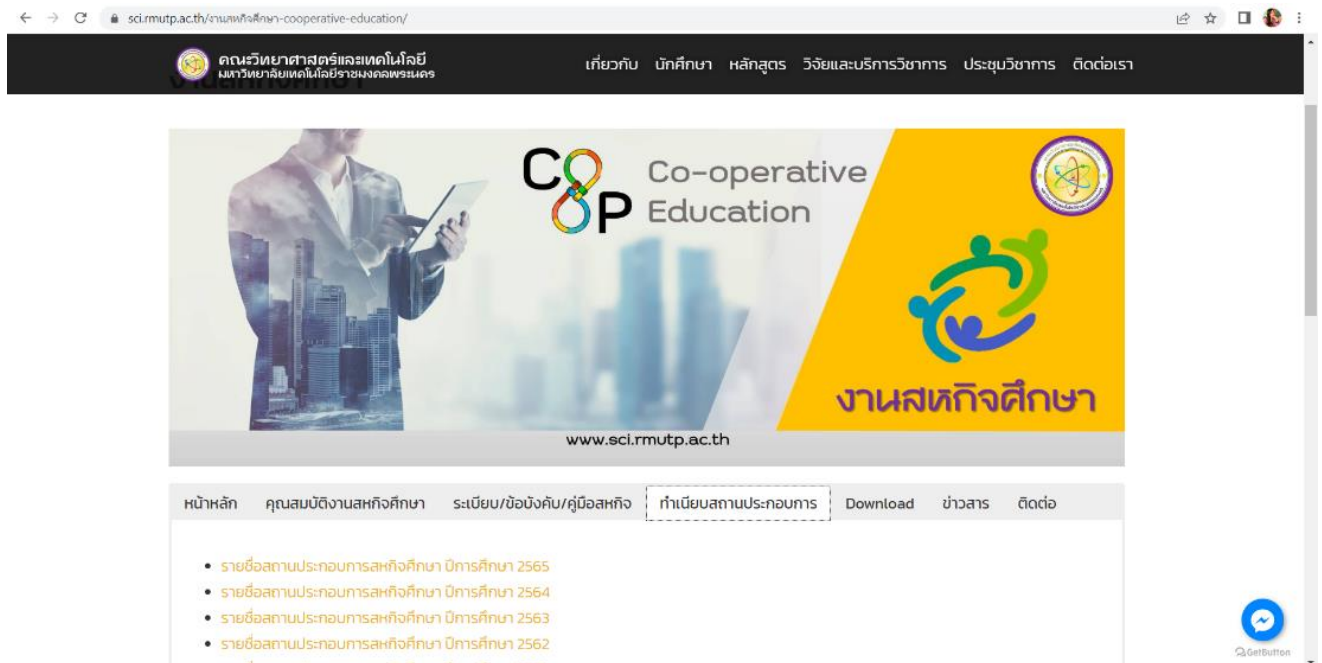 sci.rmutp.ac.th/งานสหกิจศึกษา-cooperative-education/
คณะวิทยาศาสตร์และเทคโนโลยี
มหาวิทยาลัยเทคโนโลยีราชมงคลพระนคร
เกี่ยวกับ นักศึกษา หลักสูตร วิจัยและบริการวิชาการ ประชุมวิชาการ ติดต่อเรา
งานสหกิจศึกษา
COOP
Co-operative
Education
งานสหกิจศึกษา
www.sci.rmutp.ac.th
หน้าหลัก คุณสมบัติงานสหกิจศึกษา ระเบียบ/ข้อบังคับ/คู่มือสหกิจ ทำเนียบสถานประกอบการ Download ข่าวสาร ติดต่อ
รายชื่อสถานประกอบการสหกิจศึกษา ปีการศึกษา 2565
รายชื่อสถานประกอบการสหกิจศึกษา ปีการศึกษา 2564
รายชื่อสถานประกอบการสหกิจศึกษา ปีการศึกษา 2563
รายชื่อสถานประกอบการสหกิจศึกษา ปีการศึกษา 2562
GetButton